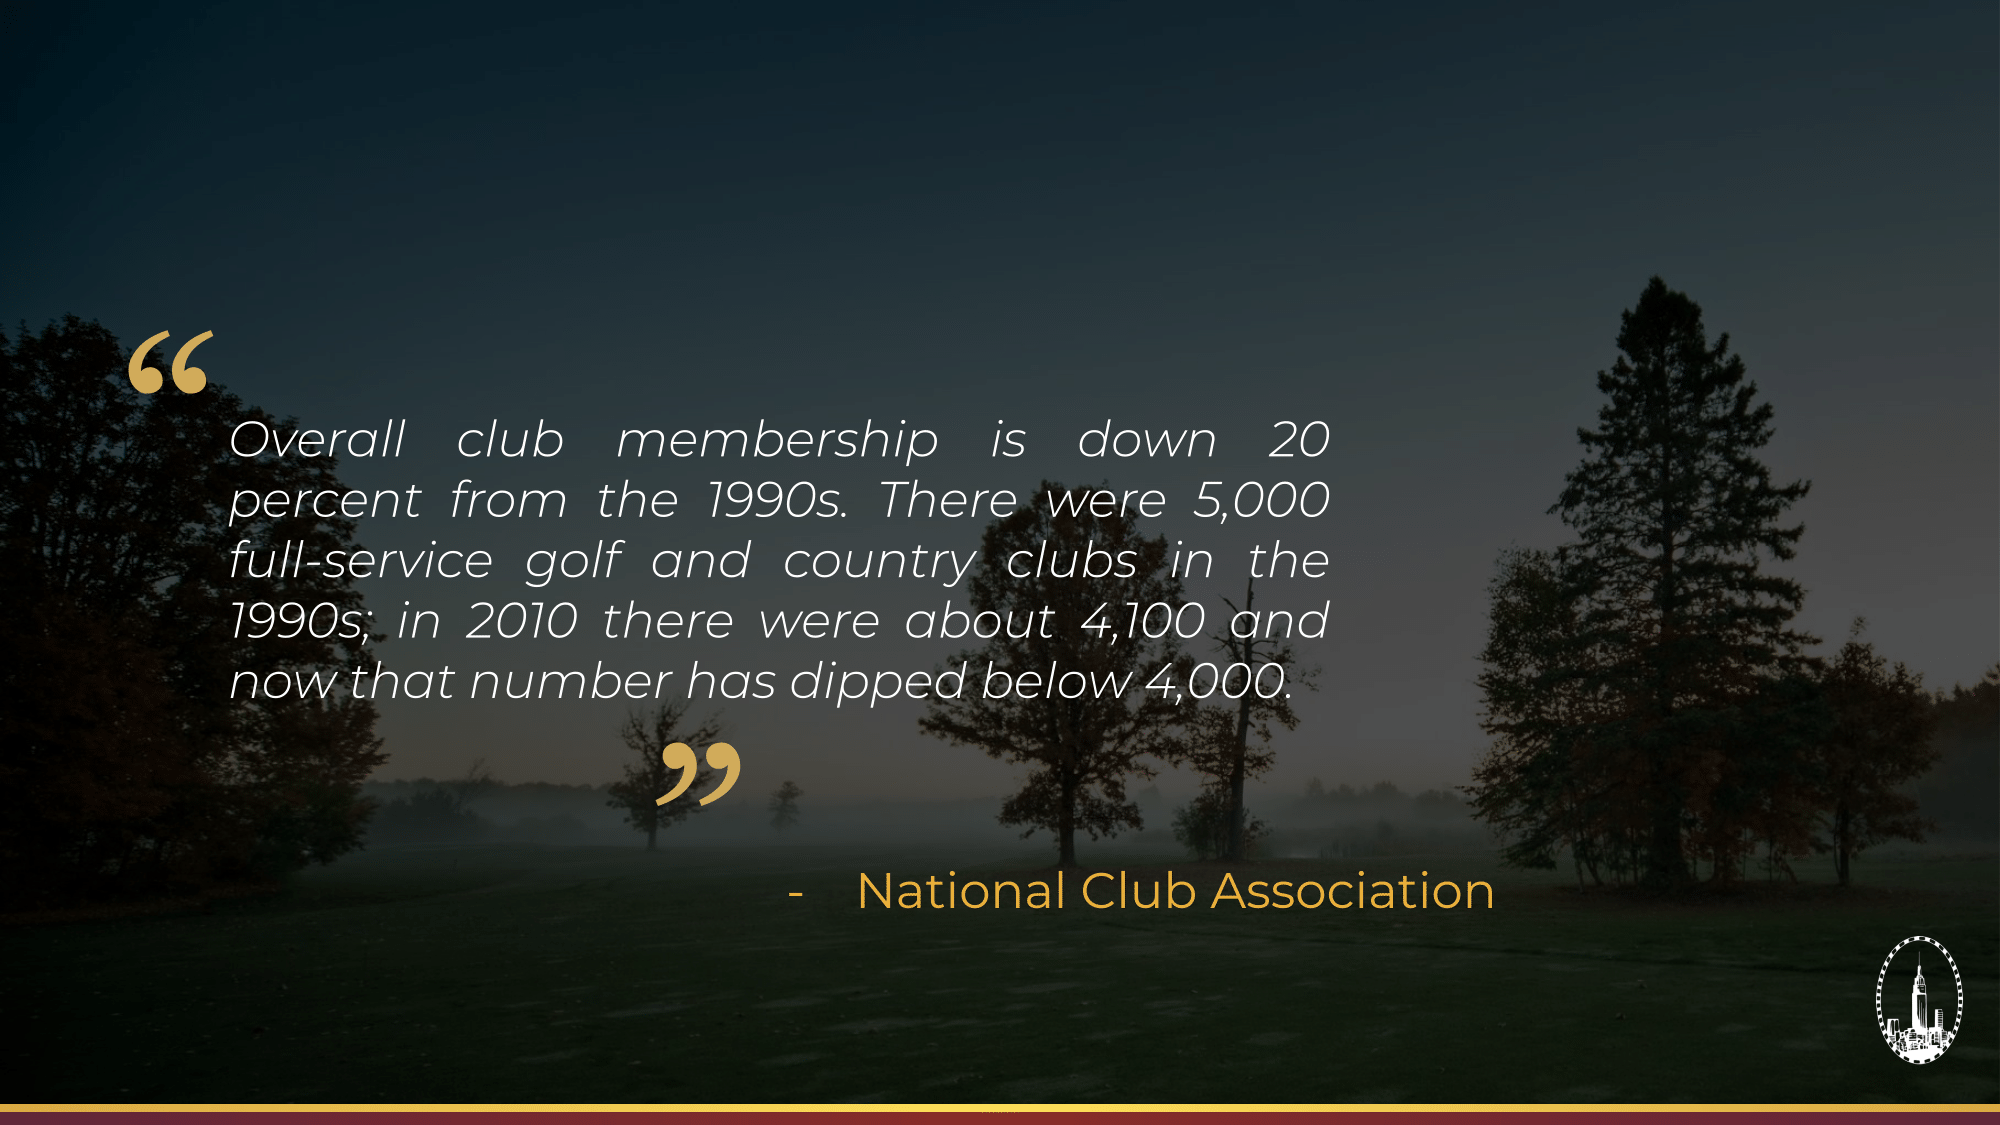 “
Overall club membership is down 20
percent from the 1990s. There were 5,000
full-service golf and country clubs in the
1990s; in 2010 there were about 4,100 and
now that number has dipped below 4,000.
”
- National Club Association